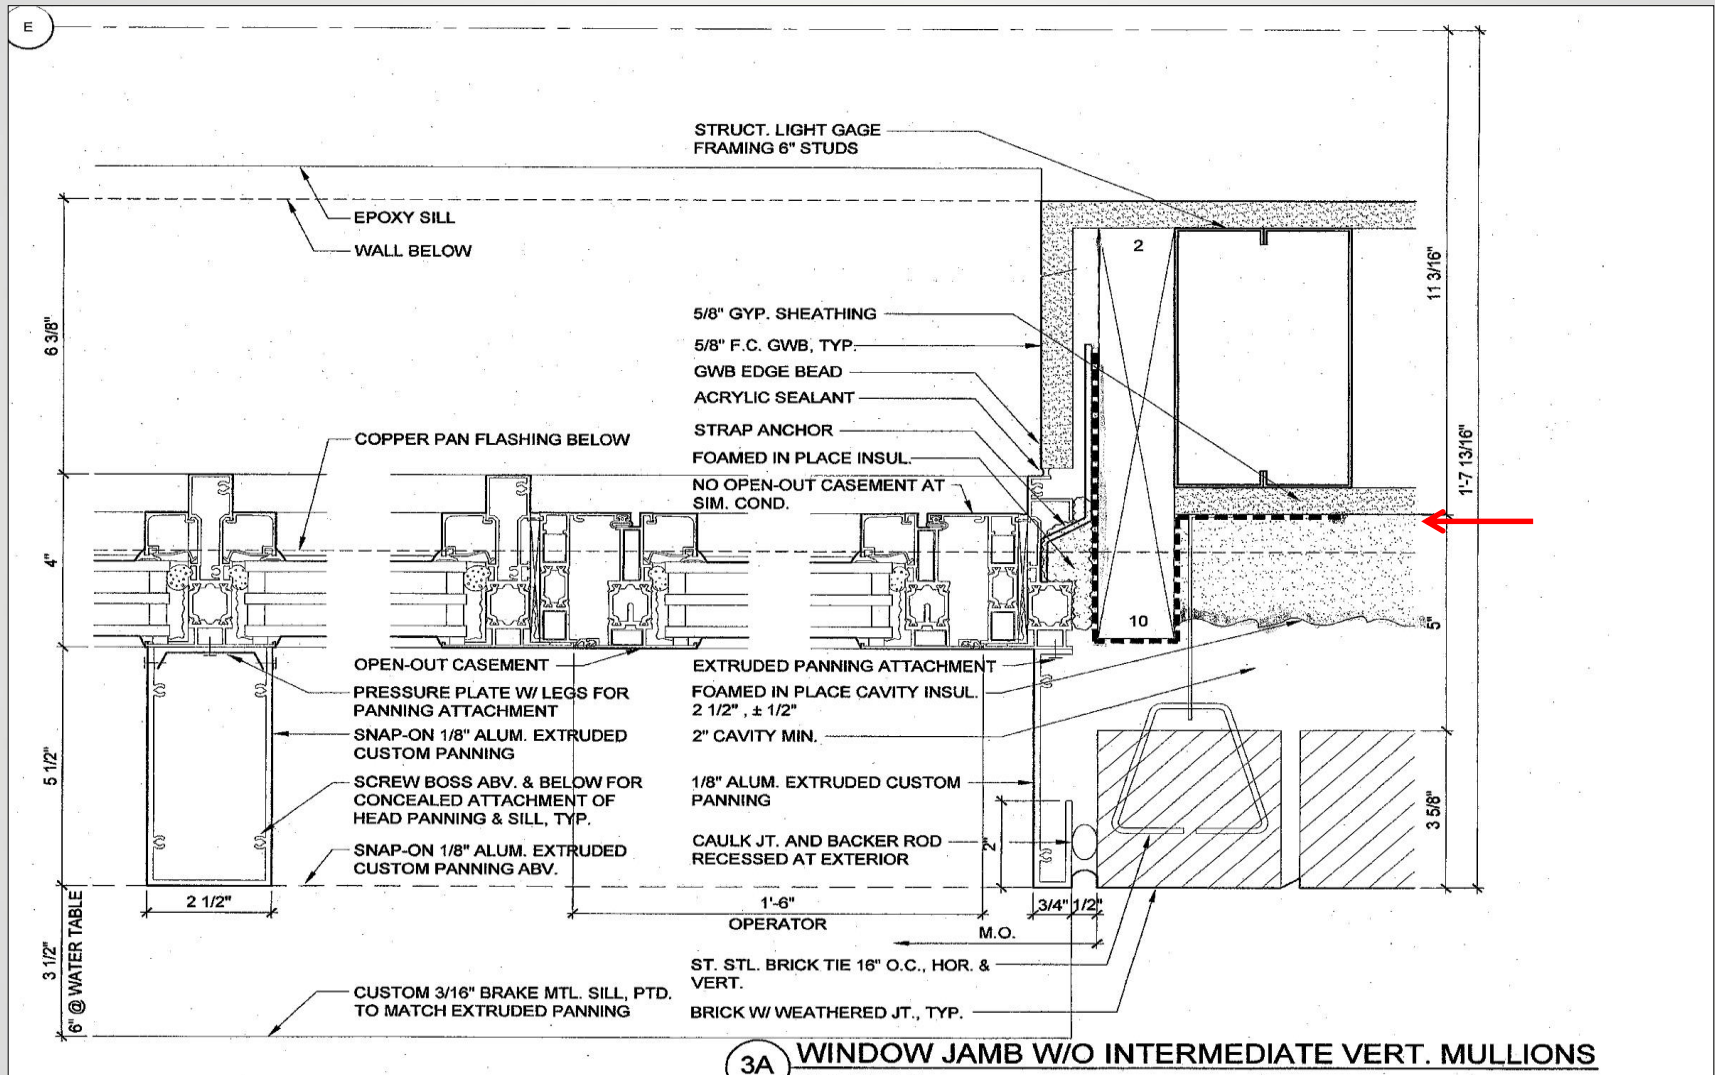 E
STRUCT. LIGHT GAGE
FRAMING 6" STUDS
EPOXY SILL
WALL BELOW
2
11 3/16"
6 3/8"
5/8" GYP. SHEATHING
5/8" F.C. GWB, TYP.
GWB EDGE BEAD
ACRYLIC SEALANT
STRAP ANCHOR
FOAMED IN PLACE INSUL.
NO OPEN-OUT CASEMENT AT
SIM. COND.
COPPER PAN FLASHING BELOW
1'-7 13/16"
4"
10
5"
OPEN-OUT CASEMENT
PRESSURE PLATE W/ LEGS FOR
PANNING ATTACHMENT
SNAP-ON 1/8" ALUM. EXTRUDED
CUSTOM PANNING
SCREW BOSS ABV. & BELOW FOR
CONCEALED ATTACHMENT OF
HEAD PANNING & SILL, TYP.
SNAP-ON 1/8" ALUM. EXTRUDED
CUSTOM PANNING ABV.
EXTRUDED PANNING ATTACHMENT
FOAMED IN PLACE CAVITY INSUL.
2 1/2" , ± 1/2"
2" CAVITY MIN.
1/8" ALUM. EXTRUDED CUSTOM
PANNING
CAULK JT. AND BACKER ROD
RECESSED AT EXTERIOR
2"
5 1/2"
3 5/8"
2 1/2"
1'-6"
OPERATOR
3/4"
1/2"
M.O.
3 1/2"
6" @ WATER TABLE
ST. STL. BRICK TIE 16" O.C., HOR. &
VERT.
BRICK W/ WEATHERED JT., TYP.
CUSTOM 3/16" BRAKE MTL. SILL, PTD.
TO MATCH EXTRUDED PANNING
3A
WINDOW JAMB W/O INTERMEDIATE VERT. MULLIONS